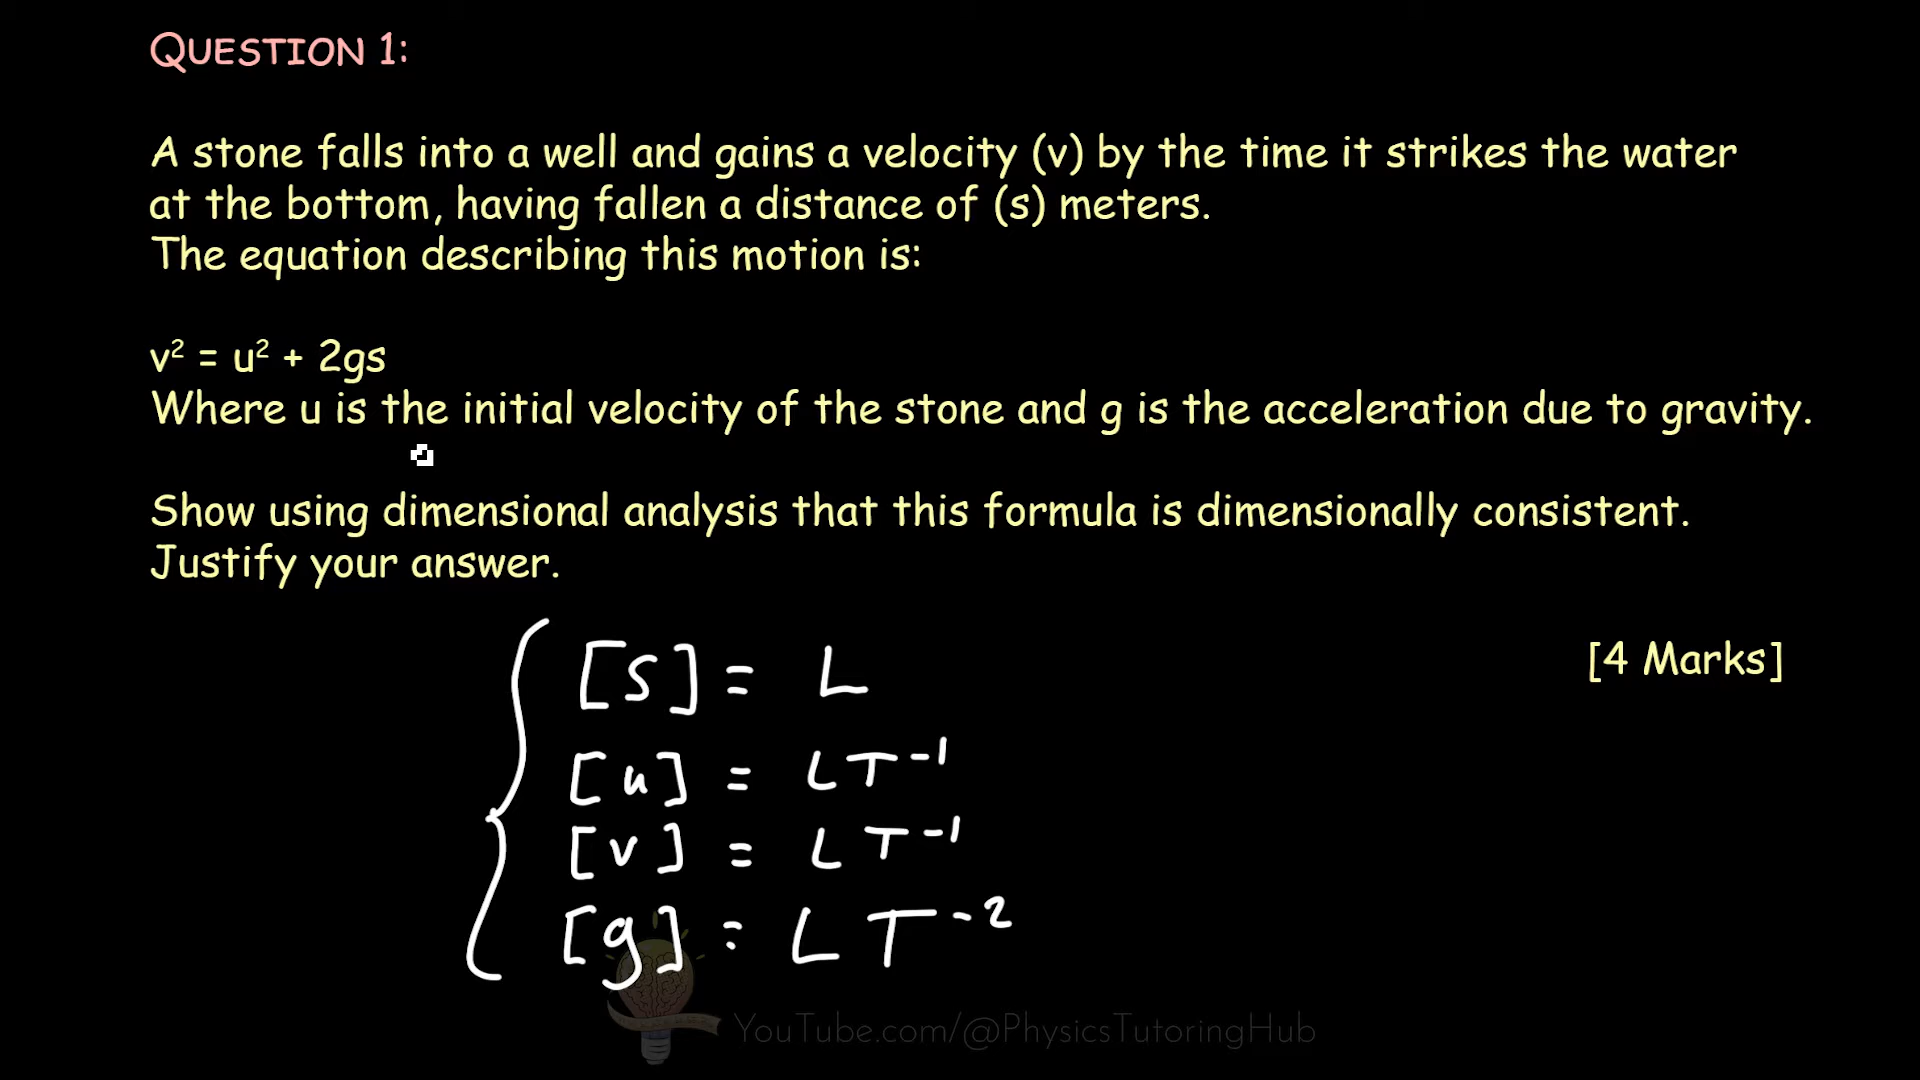 QUESTION 1:
A stone falls into a well and gains a velocity (v) by the time it strikes the water
at the bottom, having fallen a distance of (s) meters.
The equation describing this motion is:
v² = u² + 2gs
Where u is the initial velocity of the stone and g is the acceleration due to gravity.
Show using dimensional analysis that this formula is dimensionally consistent.
Justify your answer.
[4 Marks]
[s] = L
[u] = LT⁻¹
[v] = LT⁻¹
[g] = LT⁻²
YouTube.com/@PhysicsTutoringHub